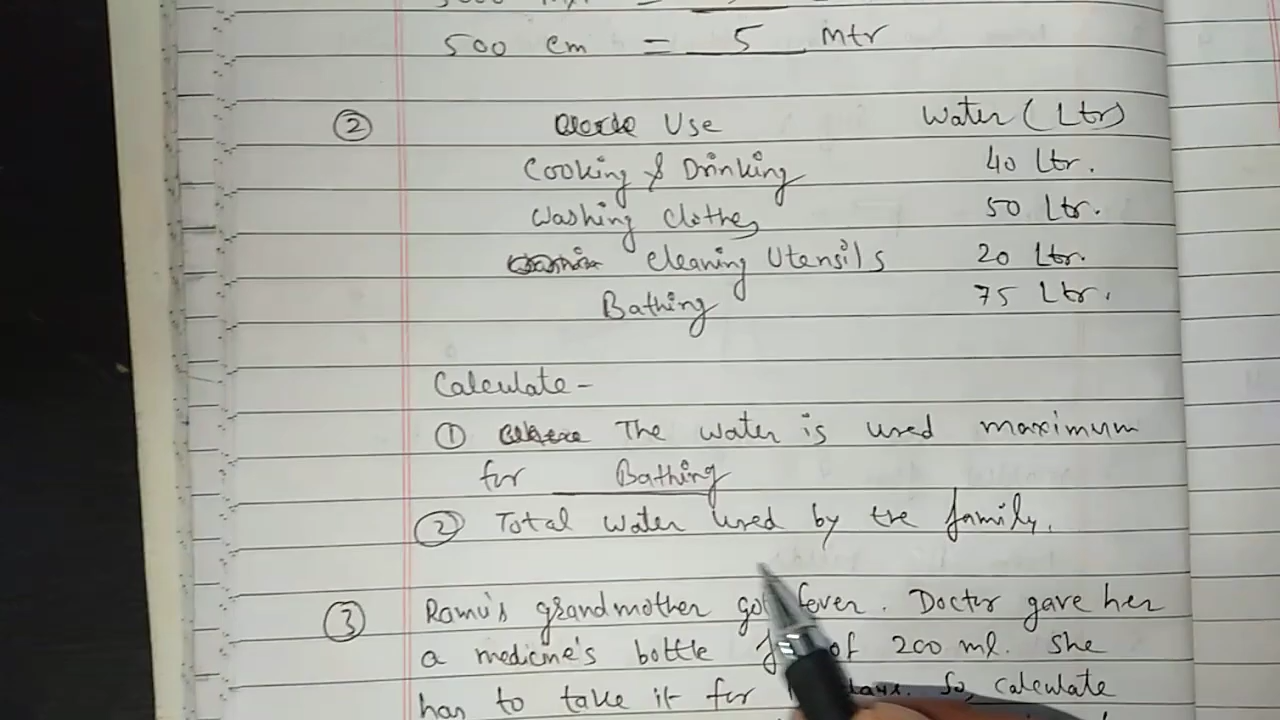 500 cm = 5 Mtr
② Use Water (Ltr)
Cooking & Drinking 40 Ltr.
Washing Clothes 50 Ltr.
Cleaning Utensils 20 Ltr.
Bathing 75 Ltr.
Calculate -
① The water is used maximum
for Bathing
② Total water used by the family.
③ Ramu's grandmother got fever. Doctor gave her
a medicine's bottle of 200 ml. She
has to take it for days. So, calculate